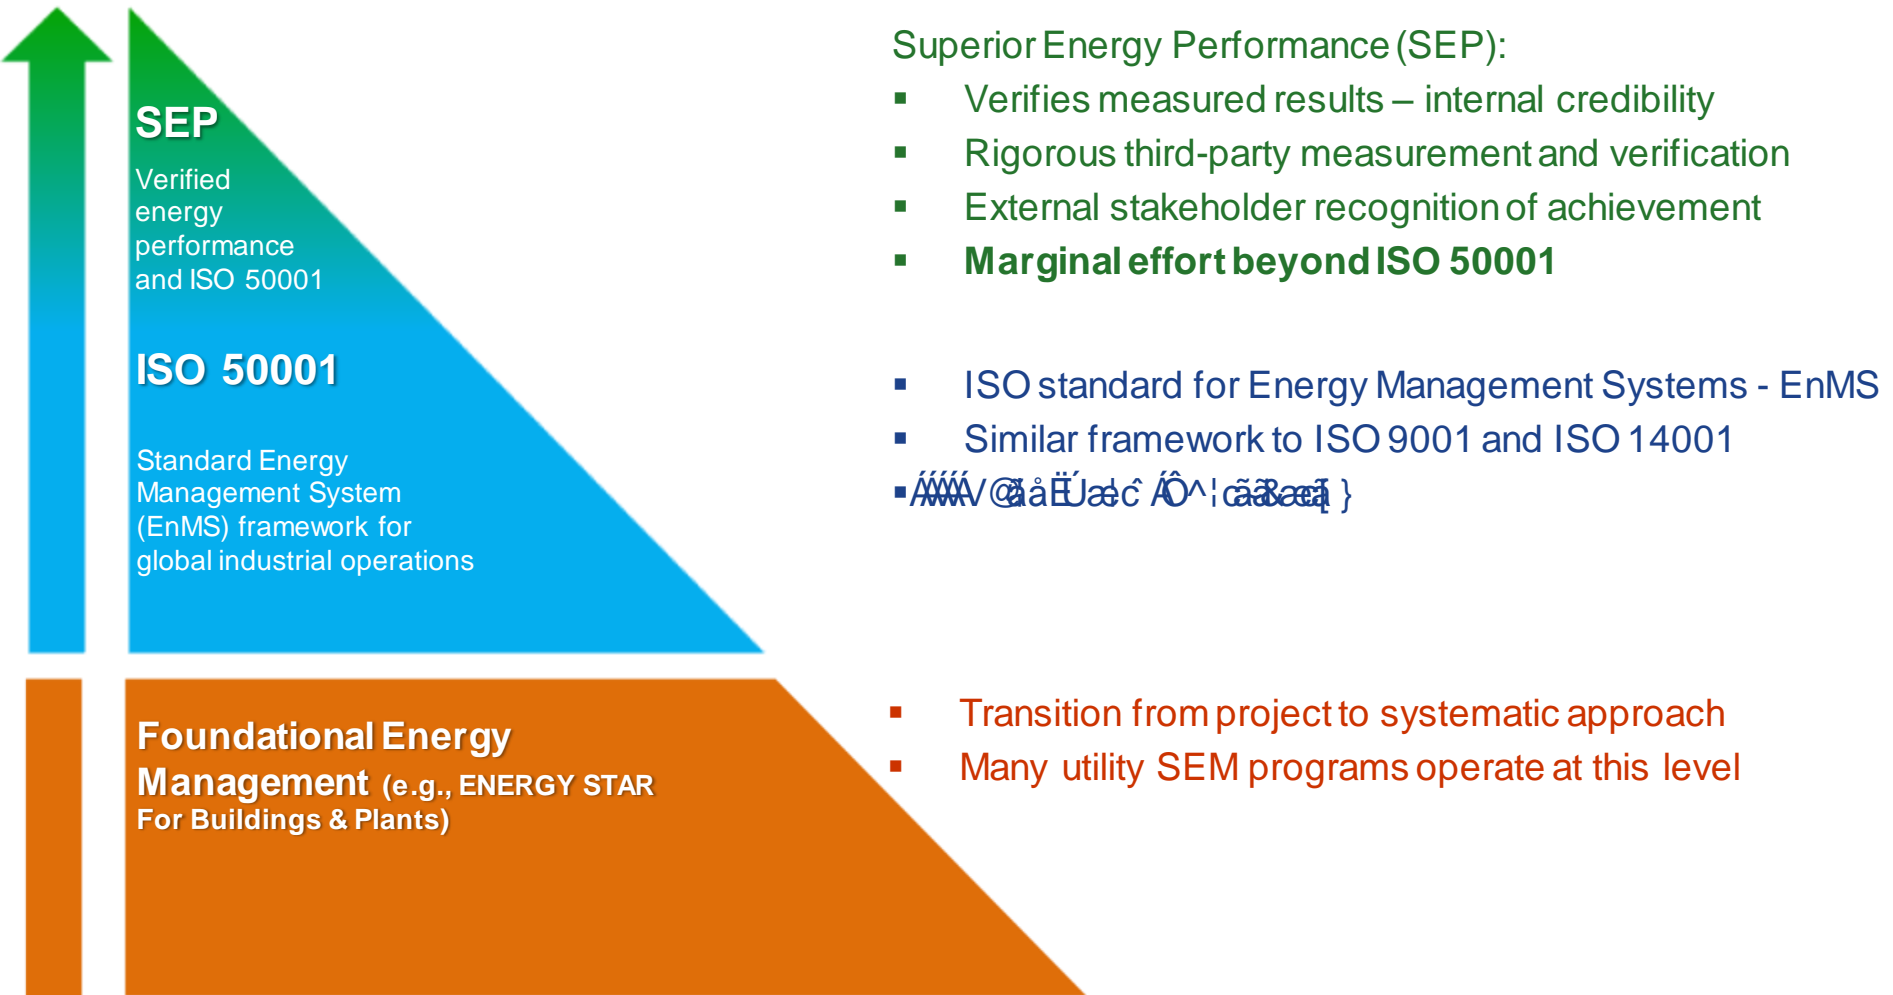 SEP
Verified
energy
performance
and ISO 50001
ISO 50001
Standard Energy
Management System
(EnMS) framework for
global industrial operations
Foundational Energy
Management (e.g., ENERGY STAR
For Buildings & Plants)
Superior Energy Performance (SEP):
▪ Verifies measured results – internal credibility
▪ Rigorous third-party measurement and verification
▪ External stakeholder recognition of achievement
▪ Marginal effort beyond ISO 50001
▪ ISO standard for Energy Management Systems - EnMS
▪ Similar framework to ISO 9001 and ISO 14001
▪ Transition from project to systematic approach
▪ Many utility SEM programs operate at this level